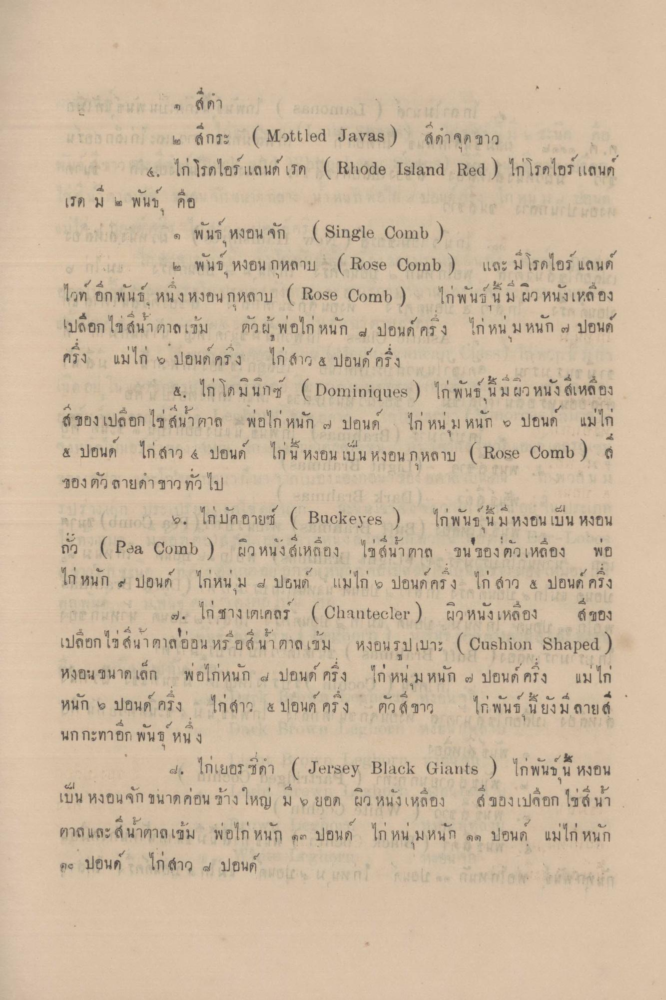 ๑ สีดำ
๒ สีกระ (Mottled Javas) สีดำจุดขาว
๔. ไก่โรดไอร์แลนด์เรด (Rhode Island Red) ไก่โรดไอร์แลนด์
เรด มี ๒ พันธุ์ คือ
๑ พันธุ์หงอนจัก (Single Comb)
๒ พันธุ์หงอนกุหลาบ (Rose Comb) และมีโรดไอร์แลนด์
ไวท์ อีกพันธุ์หนึ่งหงอนกุหลาบ (Rose Comb) ไก่พันธุ์นี้มีผิวหนังเหลือง
เปลือกไข่สีน้ำตาลเข้ม ตัวผู้พ่อไก่หนัก ๘ ปอนด์ครึ่ง ไก่หนุ่มหนัก ๗ ปอนด์
ครึ่ง แม่ไก่ ๖ ปอนด์ครึ่ง ไก่สาว ๕ ปอนด์ครึ่ง
๕. ไก่โดมินิกซ์ (Dominiques) ไก่พันธุ์นี้มีผิวหนังสีเหลือง
สีของเปลือกไข่สีน้ำตาล พ่อไก่หนัก ๗ ปอนด์ ไก่หนุ่มหนัก ๖ ปอนด์ แม่ไก่
๕ ปอนด์ ไก่สาว ๔ ปอนด์ ไก่นี้หงอนเป็นหงอนกุหลาบ (Rose Comb) สี
ของตัวลายดำขาวทั่วไป
๖. ไก่บัคอายซ์ (Buckeyes) ไก่พันธุ์นี้มีหงอนเป็นหงอน
ถั่ว (Pea Comb) ผิวหนังสีเหลือง ไข่สีน้ำตาล ขนของตัวเหลือง พ่อ
ไก่หนัก ๙ ปอนด์ ไก่หนุ่ม ๘ ปอนด์ แม่ไก่ ๖ ปอนด์ครึ่ง ไก่สาว ๕ ปอนด์ครึ่ง
๗. ไก่ชางเตเคลร์ (Chantecler) ผิวหนังเหลือง สีของ
เปลือกไข่สีน้ำตาลอ่อนหรือสีน้ำตาลเข้ม หงอนรูปเบาะ (Cushion Shaped)
หงอนขนาดเล็ก พ่อไก่หนัก ๘ ปอนด์ครึ่ง ไก่หนุ่มหนัก ๗ ปอนด์ครึ่ง แม่ไก่
หนัก ๖ ปอนด์ครึ่ง ไก่สาว ๕ ปอนด์ครึ่ง ตัวสีขาว ไก่พันธุ์นี้ยังมีลายสี
นกกะทาอีกพันธุ์หนึ่ง
๘. ไก่เยอรซี่ดำ (Jersey Black Giants) ไก่พันธุ์นี้หงอน
เป็นหงอนจักขนาดค่อนข้างใหญ่ มี ๖ ยอด ผิวหนังเหลือง สีของเปลือกไข่สีน้ำ
ตาลและสีน้ำตาลเข้ม พ่อไก่หนัก ๑๓ ปอนด์ ไก่หนุ่มหนัก ๑๑ ปอนด์ แม่ไก่หนัก
๑๐ ปอนด์ ไก่สาว ๘ ปอนด์